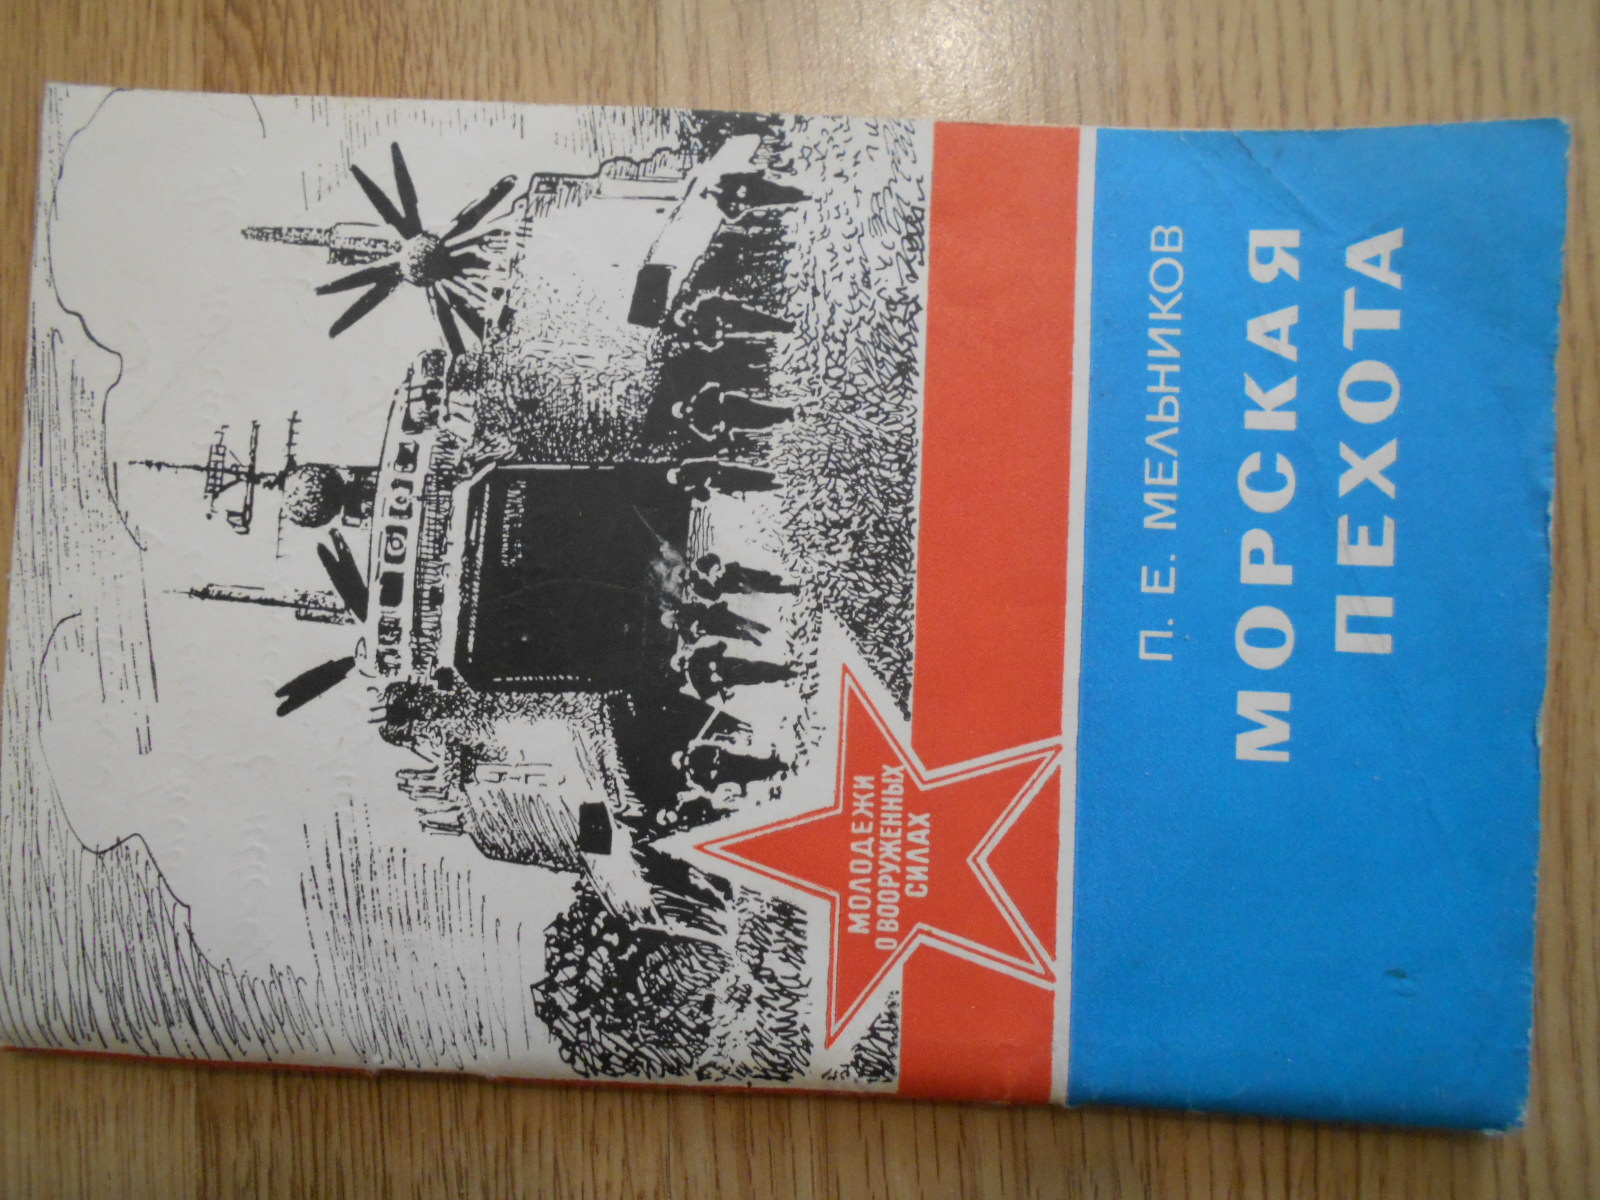 МОЛОДЕЖИ
О ВООРУЖЕННЫХ
СИЛАХ
П. Е. МЕЛЬНИКОВ
МОРСКАЯ
ПЕХОТА